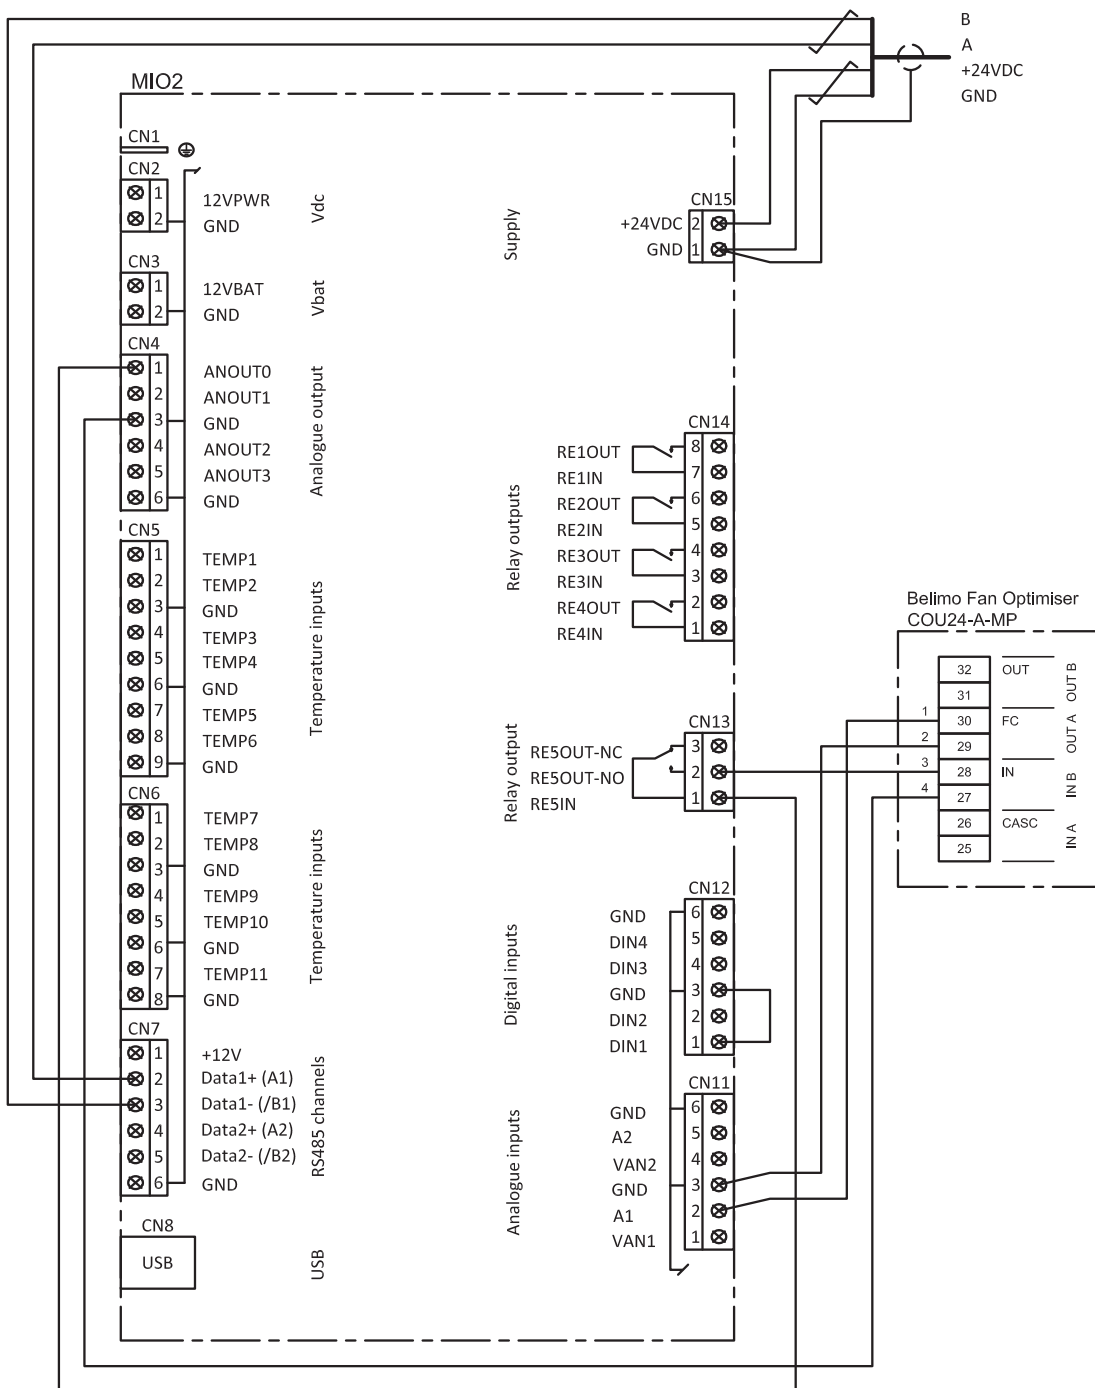 B
A
+24VDC
GND
MIO2
CN1
CN2
1 12VPWR
2 GND
Vdc
CN3
1 12VBAT
2 GND
Vbat
CN4
1 ANOUT0
2 ANOUT1
3 GND
4 ANOUT2
5 ANOUT3
6 GND
Analogue output
CN5
1 TEMP1
2 TEMP2
3 GND
4 TEMP3
5 TEMP4
6 GND
7 TEMP5
8 TEMP6
9 GND
Temperature inputs
CN6
1 TEMP7
2 TEMP8
3 GND
4 TEMP9
5 TEMP10
6 GND
7 TEMP11
8 GND
Temperature inputs
CN7
1 +12V
2 Data1+ (A1)
3 Data1- (/B1)
4 Data2+ (A2)
5 Data2- (/B2)
6 GND
RS485 channels
CN8
USB
USB
CN15
+24VDC 2
GND 1
Supply
CN14
RE1OUT 8
RE1IN 7
RE2OUT 6
RE2IN 5
RE3OUT 4
RE3IN 3
RE4OUT 2
RE4IN 1
Relay outputs
CN13
RE5OUT-NC 3
RE5OUT-NO 2
RE5IN 1
Relay output
CN12
GND 6
DIN4 5
DIN3 4
GND 3
DIN2 2
DIN1 1
Digital inputs
CN11
GND 6
A2 5
VAN2 4
GND 3
A1 2
VAN1 1
Analogue inputs
Belimo Fan Optimiser
COU24-A-MP
32 OUT
31
OUT B
1 30 FC
2 29
OUT A
3 28 IN
4 27
IN B
26 CASC
25
IN A